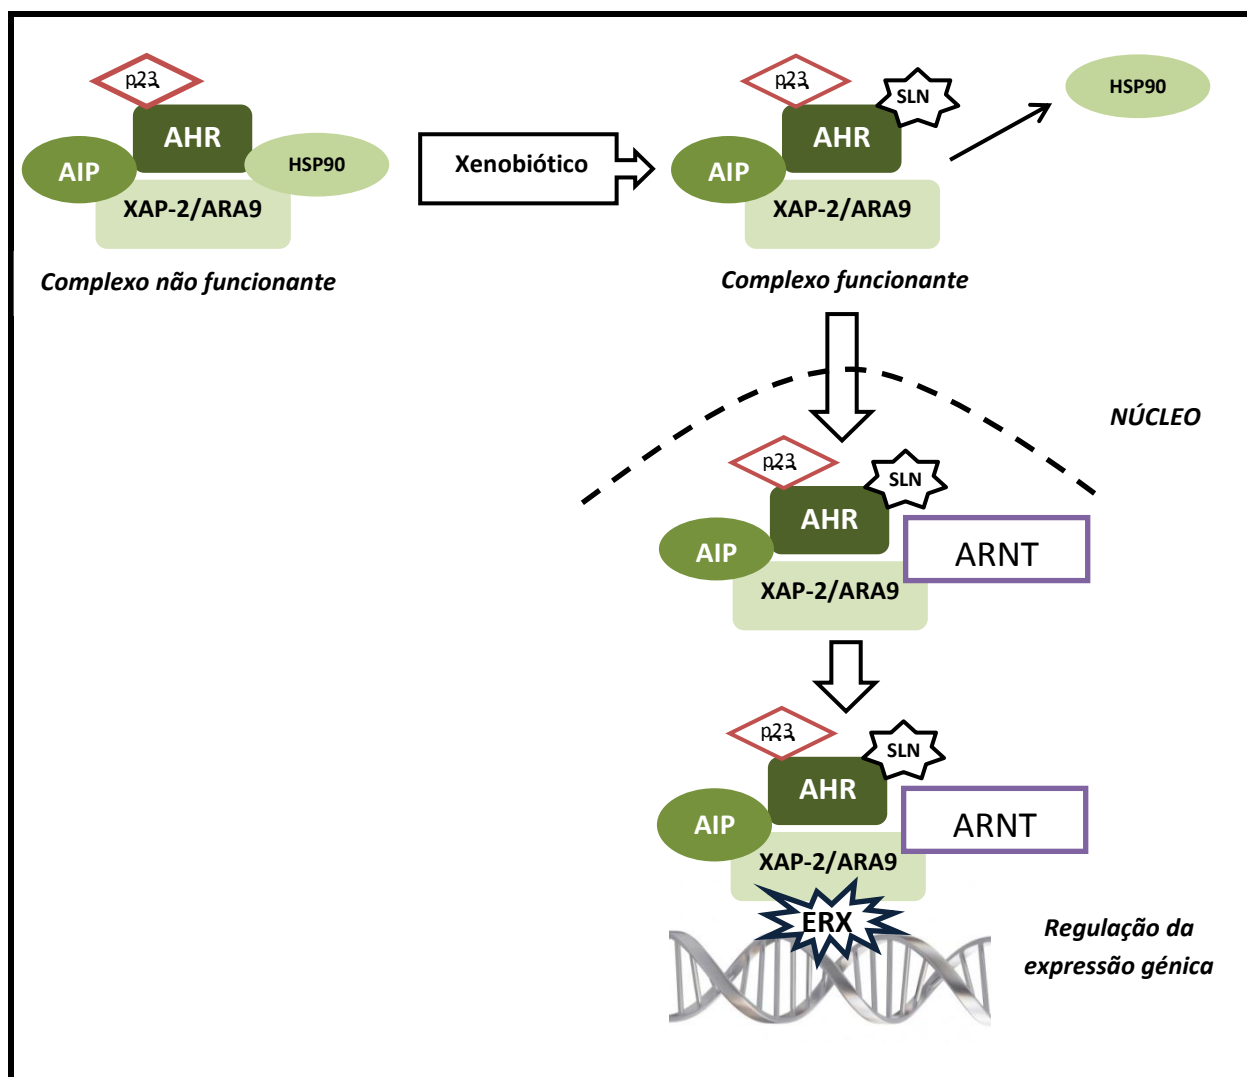 p23
AHR
AIP
HSP90
XAP-2/ARA9
Complexo não funcionante
Xenobiótico
p23
SLN
AHR
AIP
XAP-2/ARA9
HSP90
Complexo funcionante
NÚCLEO
p23
SLN
AHR
AIP
ARNT
XAP-2/ARA9
p23
SLN
AHR
AIP
ARNT
XAP-2/ARA9
ERX
Regulação da
expressão génica